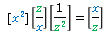 [x²][z/x][1/z²] = [x/z]